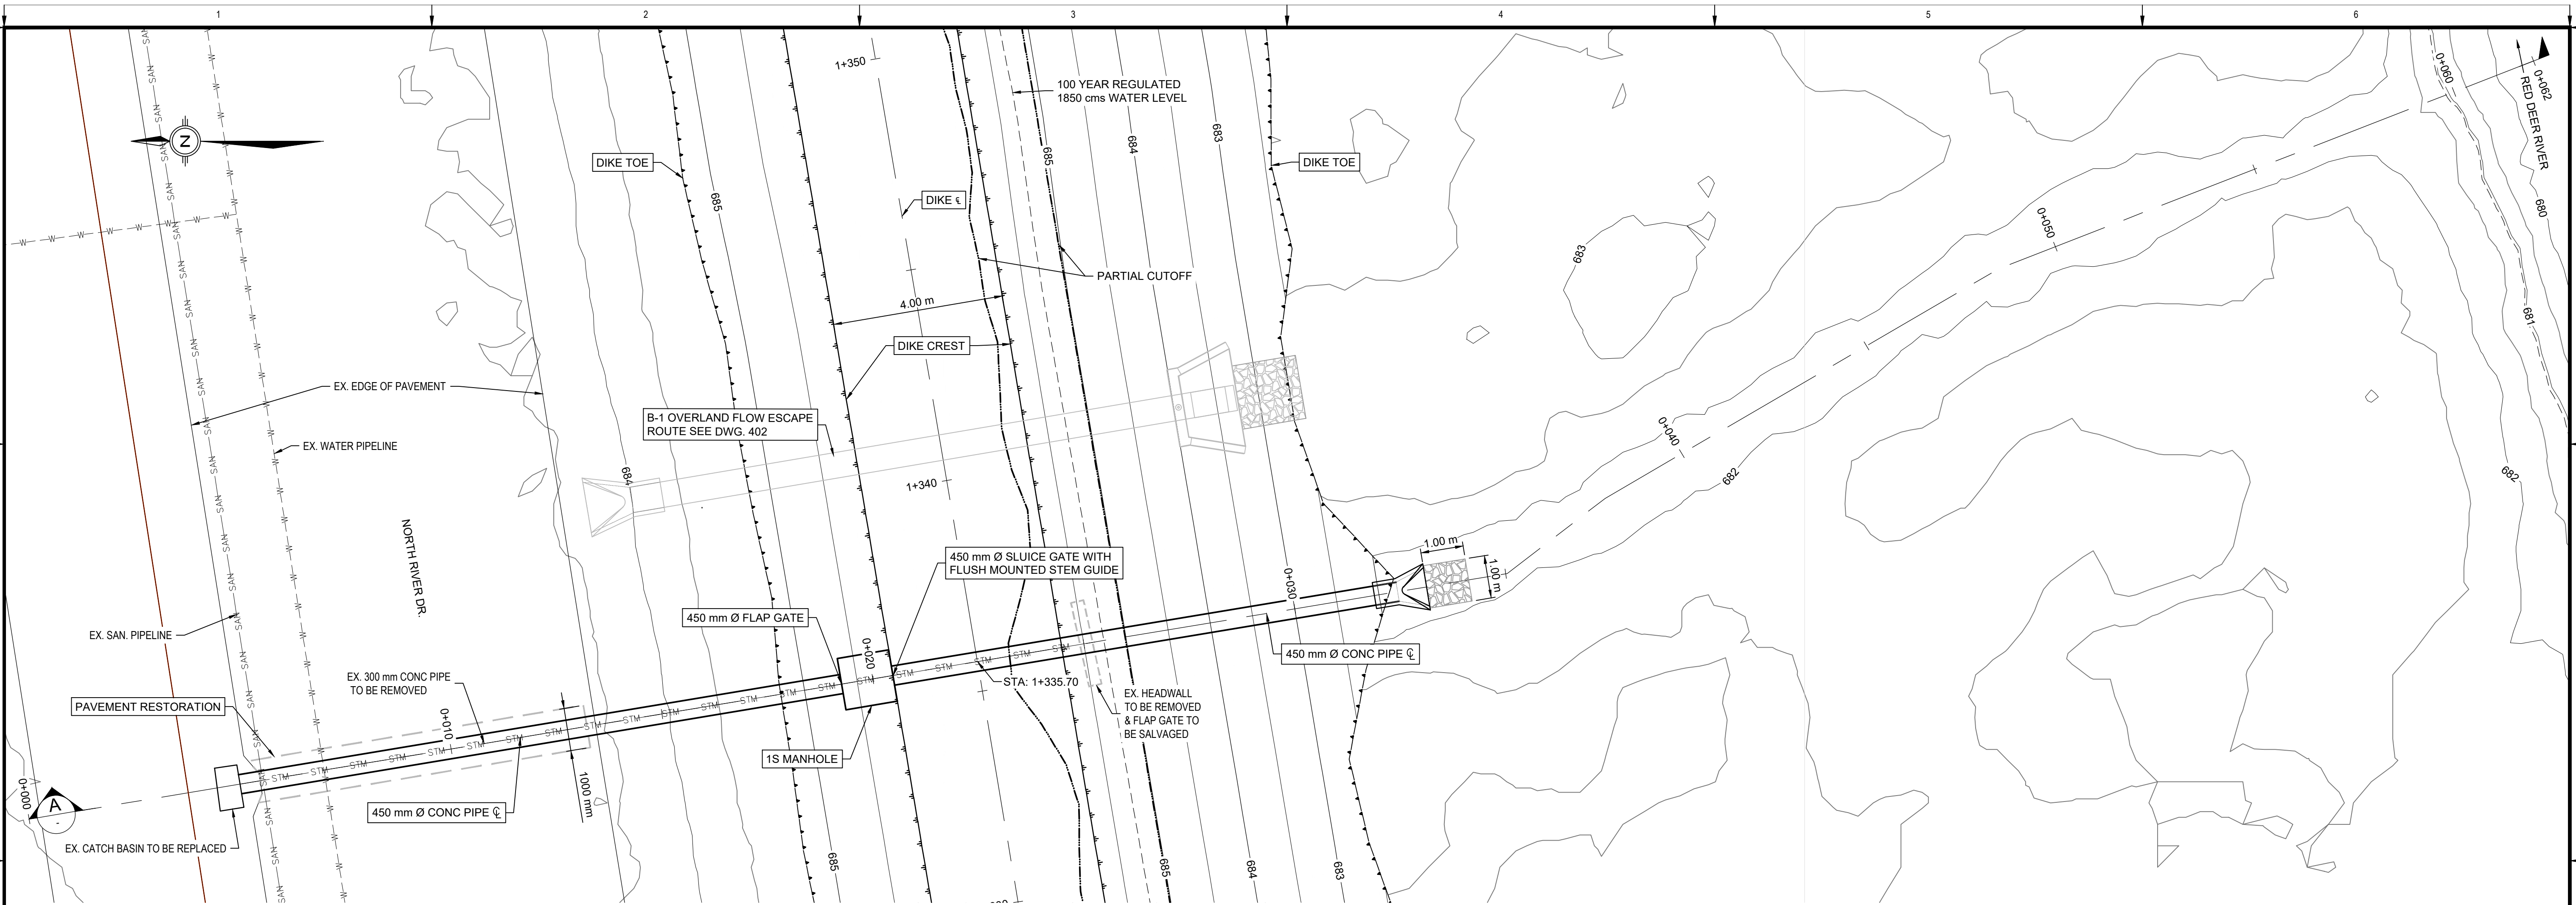 1
2
3
4
5
6
1+350
100 YEAR REGULATED
1850 cms WATER LEVEL
Z
DIKE TOE
DIKE ℄
685
685
684
683
DIKE TOE
0+060
0+062
RED DEER RIVER
680
0+050
683
PARTIAL CUTOFF
4.00 m
DIKE CREST
681
EX. EDGE OF PAVEMENT
B-1 OVERLAND FLOW ESCAPE
ROUTE SEE DWG. 402
EX. WATER PIPELINE
0+040
682
682
684
1+340
NORTH RIVER DR.
450 mm Ø SLUICE GATE WITH
FLUSH MOUNTED STEM GUIDE
1.00 m
1.00 m
0+030
450 mm Ø FLAP GATE
EX. SAN. PIPELINE
0+020
450 mm Ø CONC PIPE ℄
EX. 300 mm CONC PIPE
TO BE REMOVED
STA: 1+335.70
EX. HEADWALL
TO BE REMOVED
& FLAP GATE TO
BE SALVAGED
PAVEMENT RESTORATION
0+010
1S MANHOLE
1000 mm
0+000
A
-
450 mm Ø CONC PIPE ℄
EX. CATCH BASIN TO BE REPLACED
685
685
684
683
SAN
W
STM